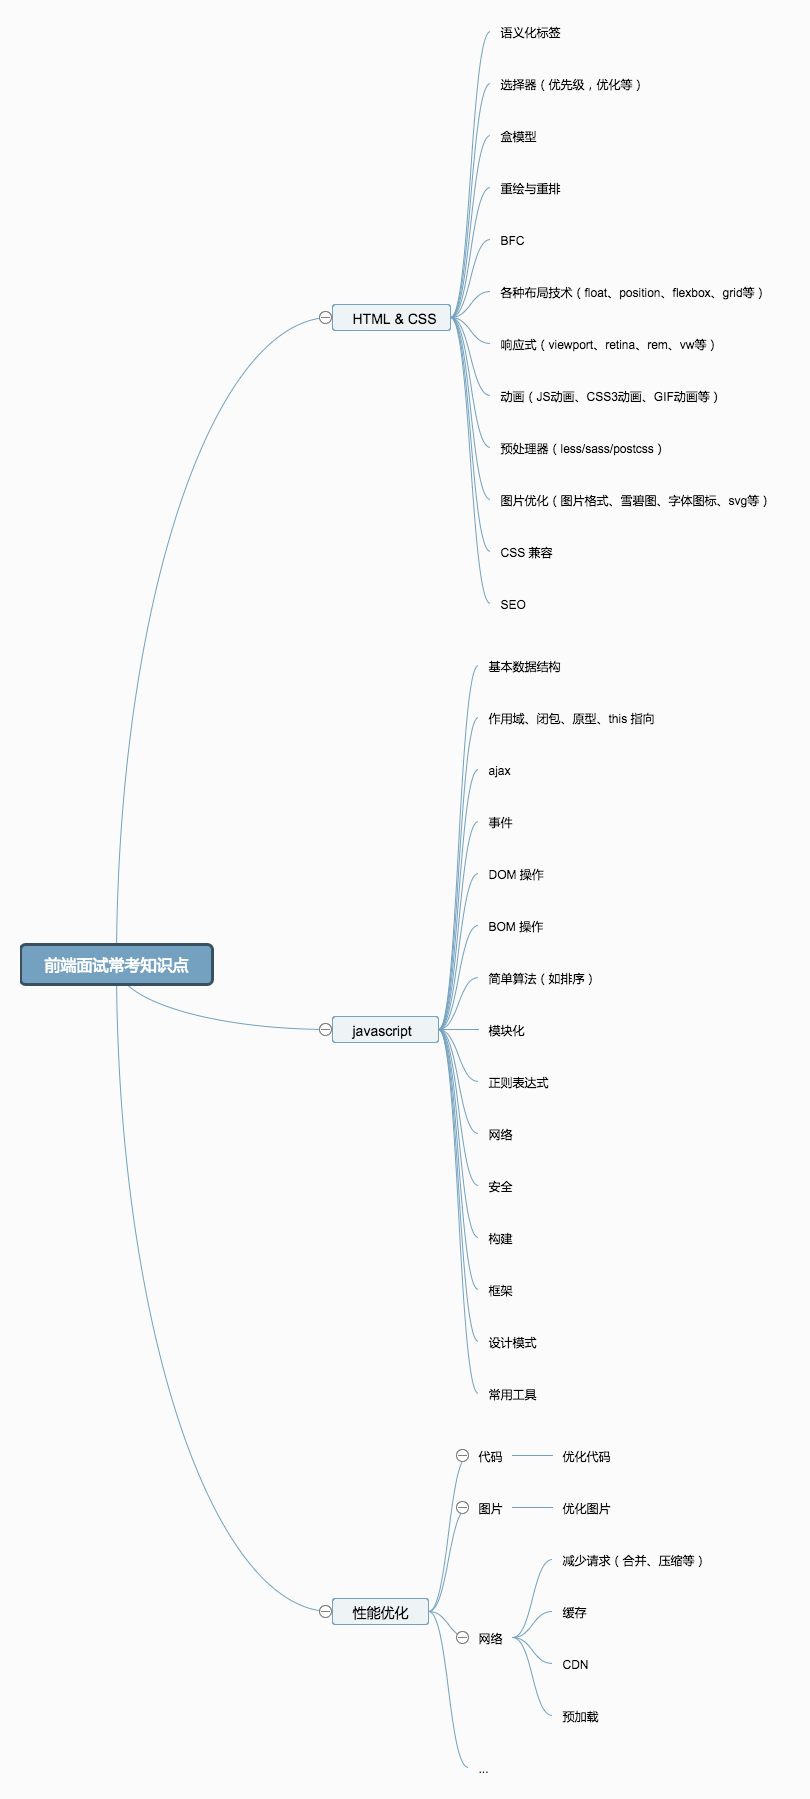 语义化标签
选择器（优先级，优化等）
盒模型
重绘与重排
BFC
各种布局技术（float、position、flexbox、grid等）
HTML & CSS
响应式（viewport、retina、rem、vw等）
动画（JS动画、CSS3动画、GIF动画等）
预处理器（less/sass/postcss）
图片优化（图片格式、雪碧图、字体图标、svg等）
CSS 兼容
SEO
基本数据结构
作用域、闭包、原型、this 指向
ajax
事件
DOM 操作
BOM 操作
前端面试常考知识点
简单算法（如排序）
javascript
模块化
正则表达式
网络
安全
构建
框架
设计模式
常用工具
代码
优化代码
图片
优化图片
减少请求（合并、压缩等）
性能优化
缓存
网络
CDN
预加载
...